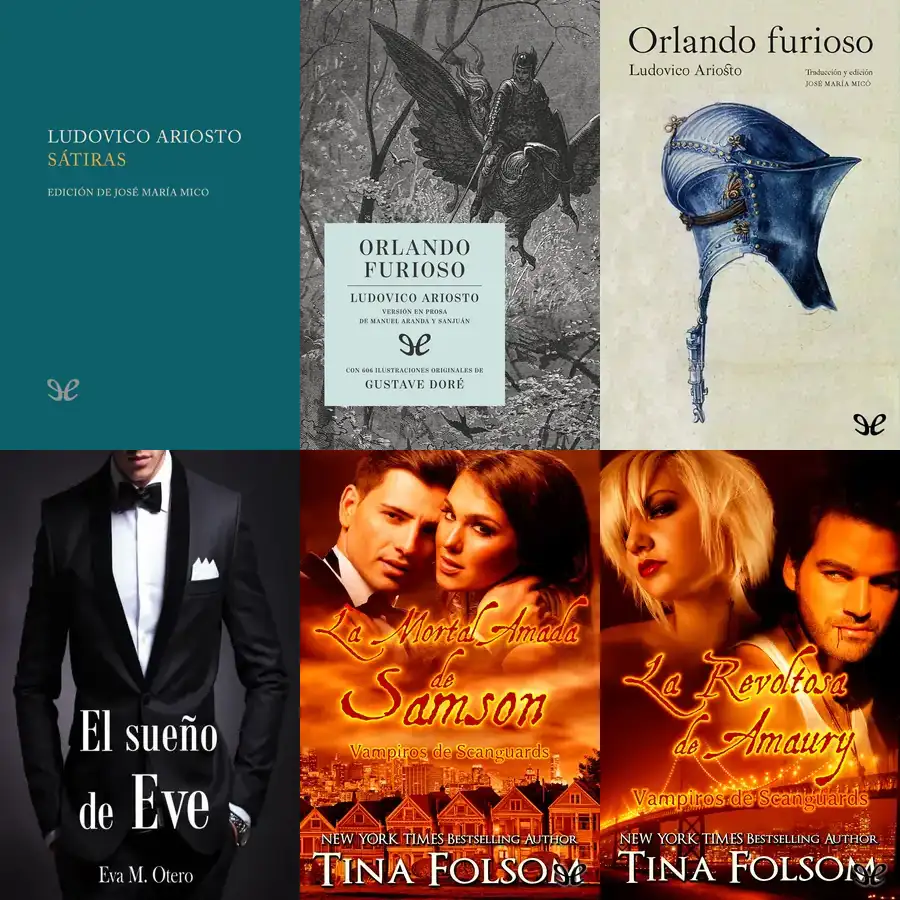 LUDOVICO ARIOSTO
SÁTIRAS
EDICIÓN DE JOSÉ MARÍA MICO
ORLANDO
FURIOSO
LUDOVICO ARIOSTO
VERSIÓN EN PROSA
DE MANUEL ARANDA Y SANJUÁN
CON 606 ILUSTRACIONES ORIGINALES DE
GUSTAVE DORÉ
Orlando furioso
Ludovico Ariosto
Traducción y edición
JOSÉ MARÍA MICÓ
El sueño
de Eve
Eva M. Otero
La Mortal Amada
de
Samson
Vampiros de Scanguards
NEW YORK TIMES BESTSELLING AUTHOR
TINA FOLSOM
La Revoltosa
de Amaury
Vampiros de Scanguards
NEW YORK TIMES BESTSELLING AUTHOR
TINA FOLSOM